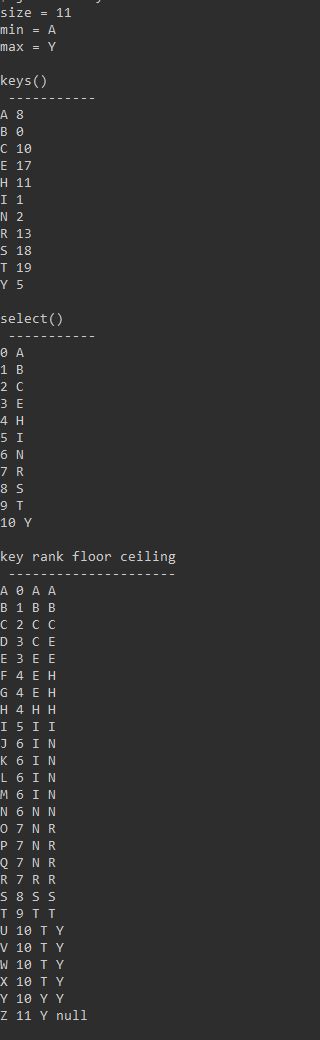 size = 11
min = A
max = Y
keys()
-----------
A 8
B 0
C 10
E 17
H 11
I 1
N 2
R 13
S 18
T 19
Y 5
select()
-----------
0 A
1 B
2 C
3 E
4 H
5 I
6 N
7 R
8 S
9 T
10 Y
key rank floor ceiling
---------------------
A 0 A A
B 1 B B
C 2 C C
D 3 C E
E 3 E E
F 4 E H
G 4 E H
H 4 H H
I 5 I I
J 6 I N
K 6 I N
L 6 I N
M 6 I N
N 6 N N
O 7 N R
P 7 N R
Q 7 N R
R 7 R R
S 8 S S
T 9 T T
U 10 T Y
V 10 T Y
W 10 T Y
X 10 T Y
Y 10 Y Y
Z 11 Y null